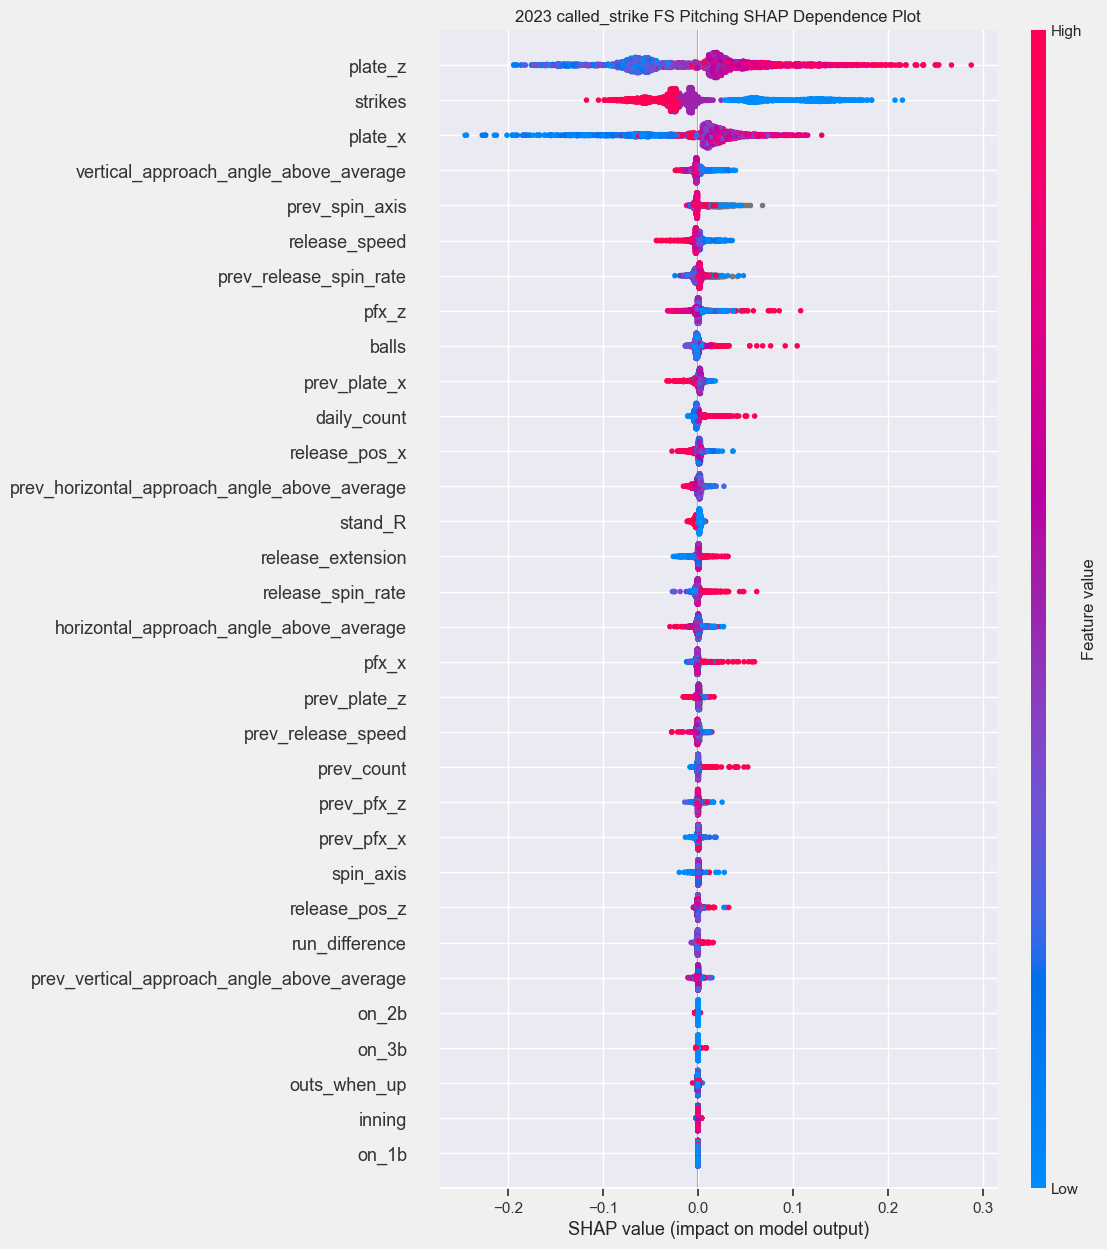 2023 called_strike FS Pitching SHAP Dependence Plot
High
plate_z
strikes
plate_x
vertical_approach_angle_above_average
prev_spin_axis
release_speed
prev_release_spin_rate
pfx_z
balls
prev_plate_x
daily_count
release_pos_x
prev_horizontal_approach_angle_above_average
stand_R
release_extension
release_spin_rate
horizontal_approach_angle_above_average
pfx_x
prev_plate_z
prev_release_speed
prev_count
prev_pfx_z
prev_pfx_x
spin_axis
release_pos_z
run_difference
prev_vertical_approach_angle_above_average
on_2b
on_3b
outs_when_up
inning
on_1b
Feature value
Low
−0.2 −0.1 0.0 0.1 0.2 0.3
SHAP value (impact on model output)